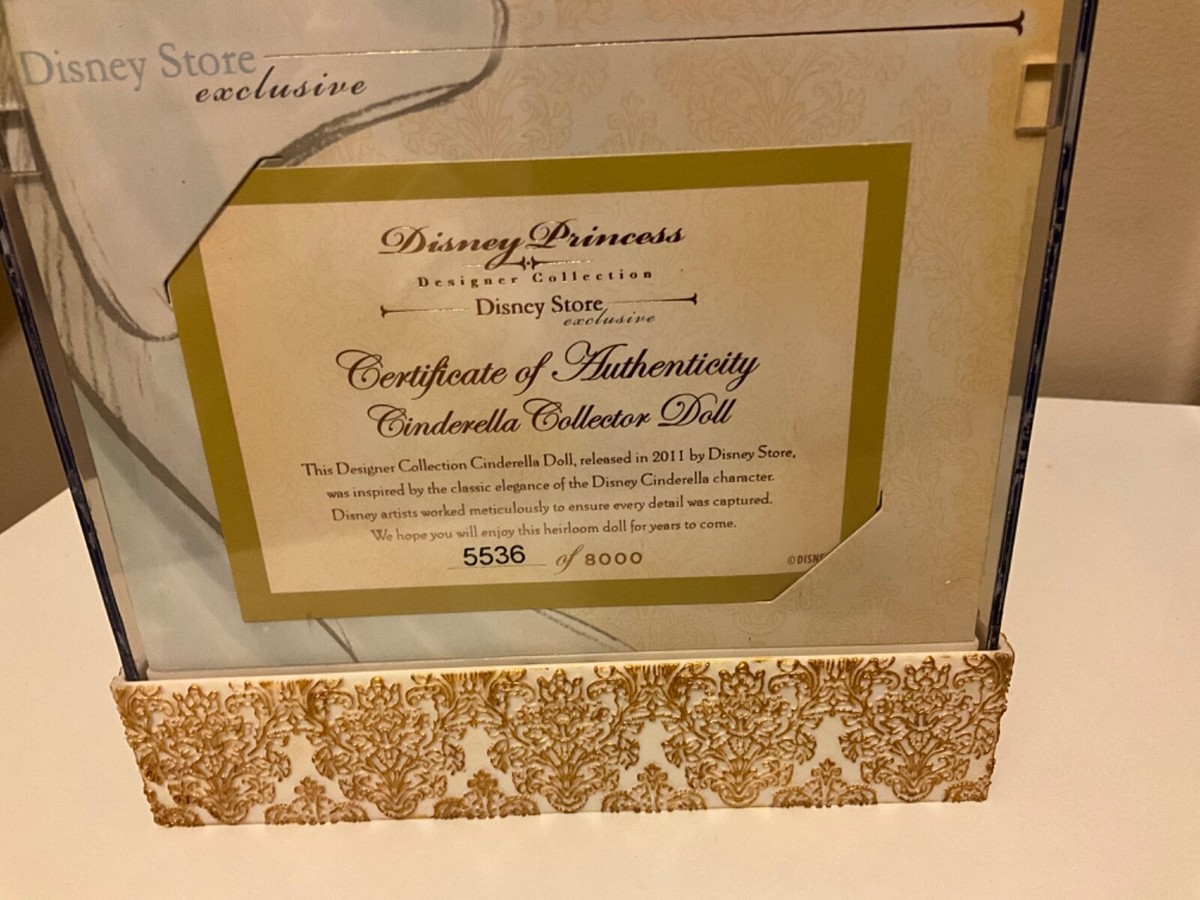 Disney Store
exclusive
Disney Princess
Designer Collection
Disney Store
exclusive
Certificate of Authenticity
Cinderella Collector Doll
This Designer Collection Cinderella Doll, released in 2011 by Disney Store,
was inspired by the classic elegance of the Disney Cinderella character.
Disney artists worked meticulously to ensure every detail was captured.
We hope you will enjoy this heirloom doll for years to come.
5536 of 8000
©DISNE